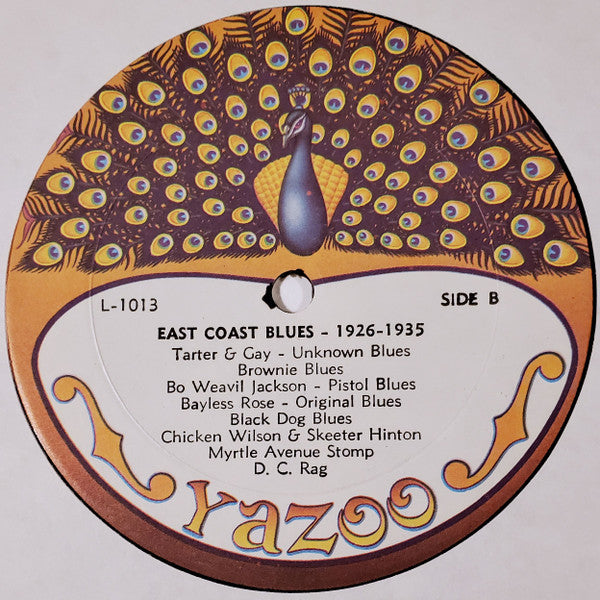 L-1013
SIDE B
EAST COAST BLUES - 1926-1935
Tarter & Gay - Unknown Blues
Brownie Blues
Bo Weavil Jackson - Pistol Blues
Bayless Rose - Original Blues
Black Dog Blues
Chicken Wilson & Skeeter Hinton
Myrtle Avenue Stomp
D. C. Rag
Yazoo